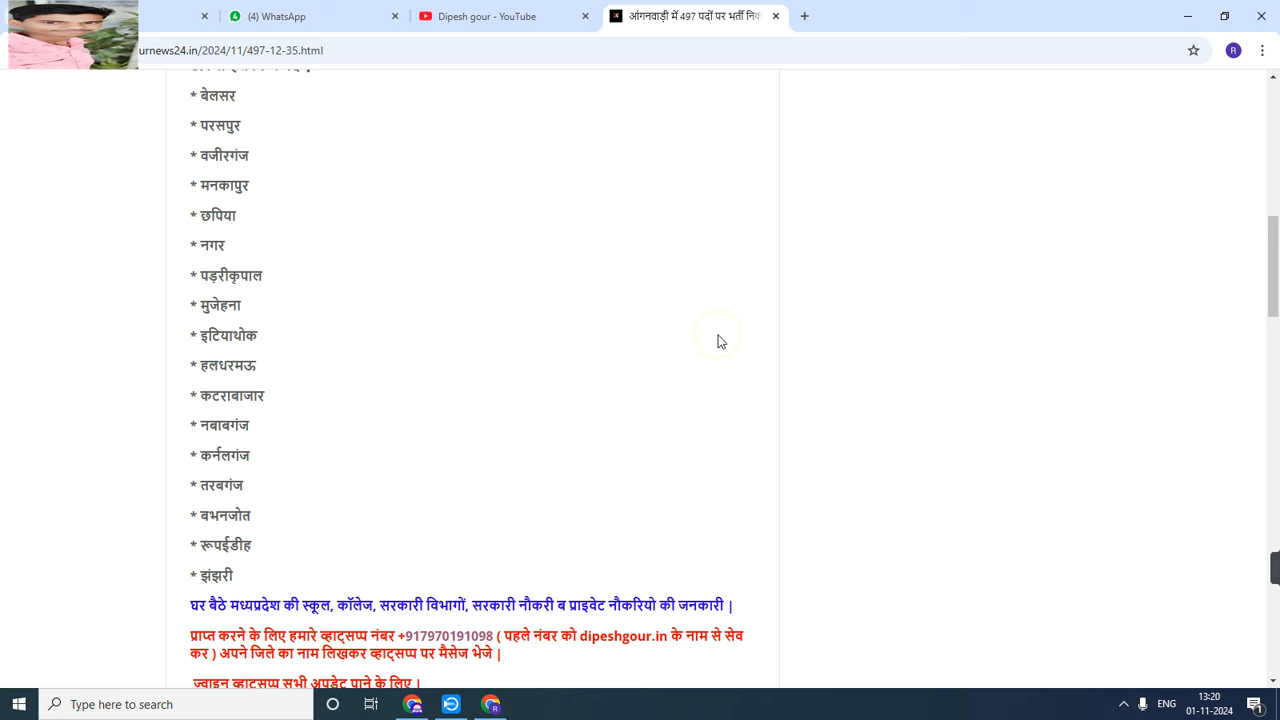 (4) WhatsApp
Dipesh gour - YouTube
आंगनवाड़ी में 497 पदों पर भर्ती निक
urnews24.in/2024/11/497-12-35.html
R
* बेलसर
* परसपुर
* वजीरगंज
* मनकापुर
* छपिया
* नगर
* पड़रीकृपाल
* मुजेहना
* इटियाथोक
* हलधरमऊ
* कटराबाजार
* नबाबगंज
* कर्नलगंज
* तरबगंज
* बभनजोत
* रूपईडीह
* झंझरी
घर बैठे मध्यप्रदेश की स्कूल, कॉलेज, सरकारी विभागों, सरकारी नौकरी ब प्राइवेट नौकरियो की जनकारी |
प्राप्त करने के लिए हमारे व्हाट्सप्प नंबर +917970191098 ( पहले नंबर को dipeshgour.in के नाम से सेव
कर ) अपने जिले का नाम लिखकर व्हाट्सप्प पर मैसेज भेजे |
ज्वाइन व्हाटसप्प सभी अपडेट पाने के लिए |
Type here to search
ENG
13:20
01-11-2024